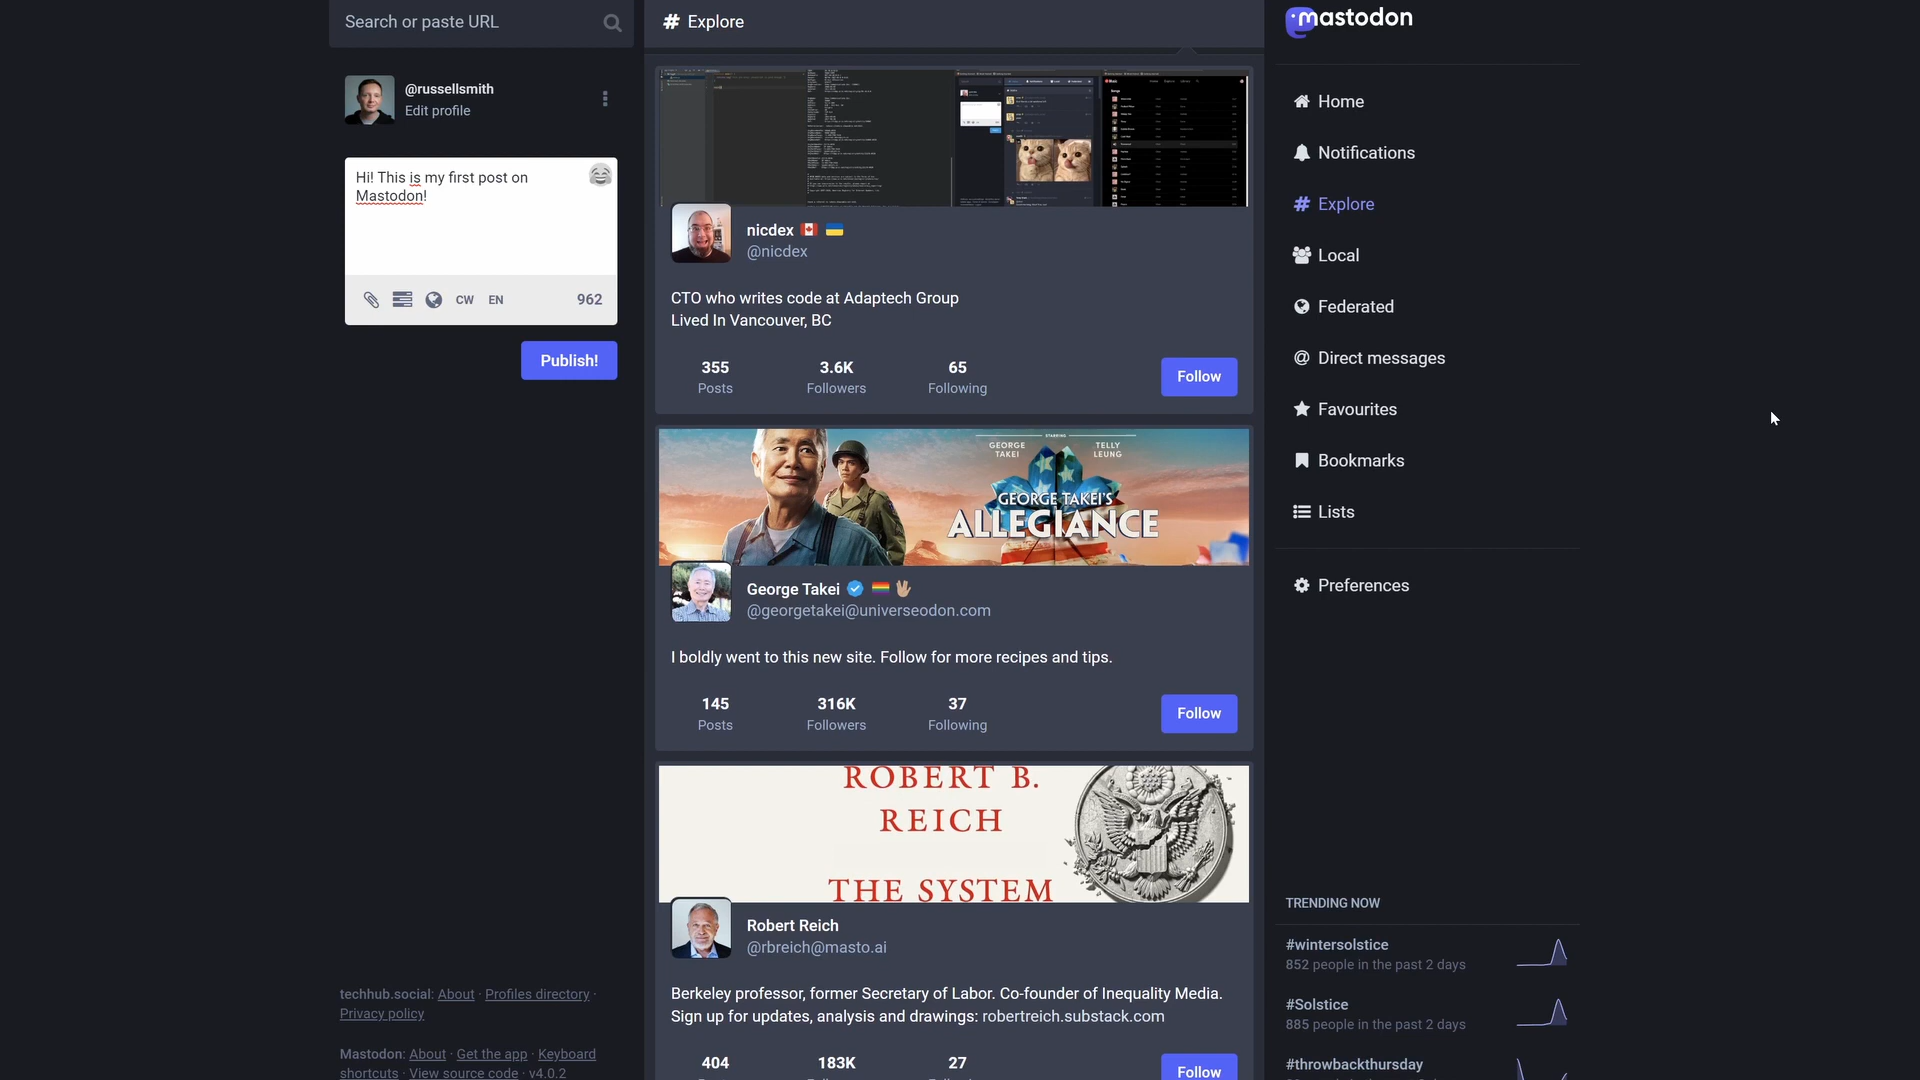 Search or paste URL
@russellsmith
Edit profile
Hi! This is my first post on
Mastodon!
CW EN 962
Publish!
techhub.social: About · Profiles directory ·
Privacy policy
Mastodon: About · Get the app · Keyboard
shortcuts · View source code · v4.0.2
# Explore
nicdex
@nicdex
CTO who writes code at Adaptech Group
Lived In Vancouver, BC
355 3.6K 65
Posts Followers Following
Follow
STARRING
GEORGE TELLY
TAKEI LEUNG
GEORGE TAKEI'S
ALLEGIANCE
George Takei
@georgetakei@universeodon.com
I boldly went to this new site. Follow for more recipes and tips.
145 316K 37
Posts Followers Following
Follow
ROBERT B.
REICH
THE SYSTEM
Robert Reich
@rbreich@masto.ai
Berkeley professor, former Secretary of Labor. Co-founder of Inequality Media.
Sign up for updates, analysis and drawings: robertreich.substack.com
404 183K 27
Follow
mastodon
Home
Notifications
# Explore
Local
Federated
@ Direct messages
Favourites
Bookmarks
Lists
Preferences
TRENDING NOW
#wintersolstice
852 people in the past 2 days
#Solstice
885 people in the past 2 days
#throwbackthursday